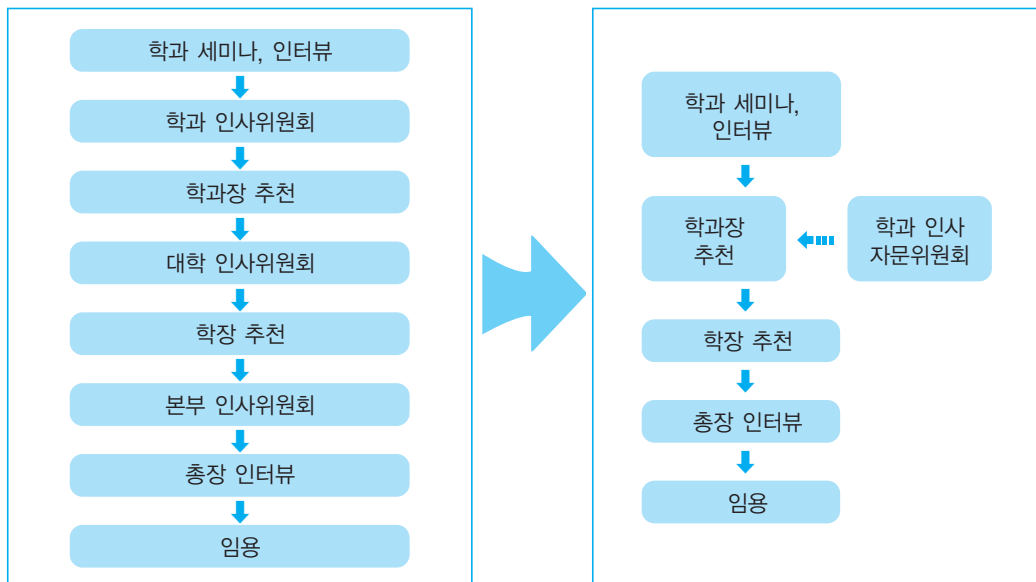 학과 세미나, 인터뷰
학과 인사위원회
학과장 추천
대학 인사위원회
학장 추천
본부 인사위원회
총장 인터뷰
임용
학과 세미나,
인터뷰
학과장
추천
학과 인사
자문위원회
학장 추천
총장 인터뷰
임용